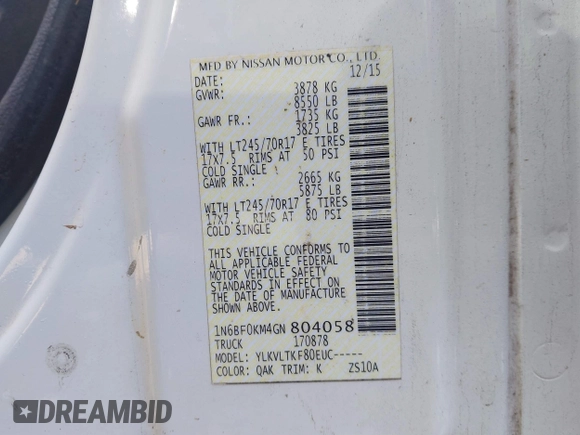 MFD BY NISSAN MOTOR CO., LTD.
DATE: 12/15
GVWR: 3878 KG
8550 LB
GAWR FR.: 1735 KG
3825 LB
WITH LT245/70R17 E TIRES
17X7.5 RIMS AT 50 PSI
COLD SINGLE
GAWR RR.: 2665 KG
5875 LB
WITH LT245/70R17 E TIRES
17X7.5 RIMS AT 80 PSI
COLD SINGLE
THIS VEHICLE CONFORMS TO
ALL APPLICABLE FEDERAL
MOTOR VEHICLE SAFETY
STANDARDS IN EFFECT ON
THE DATE OF MANUFACTURE
SHOWN ABOVE.
1N6BF0KM4GN804058
TRUCK 170878
MODEL: YLKVLTKF80EUC-----
COLOR: QAK TRIM: K ZS10A
DREAMBID